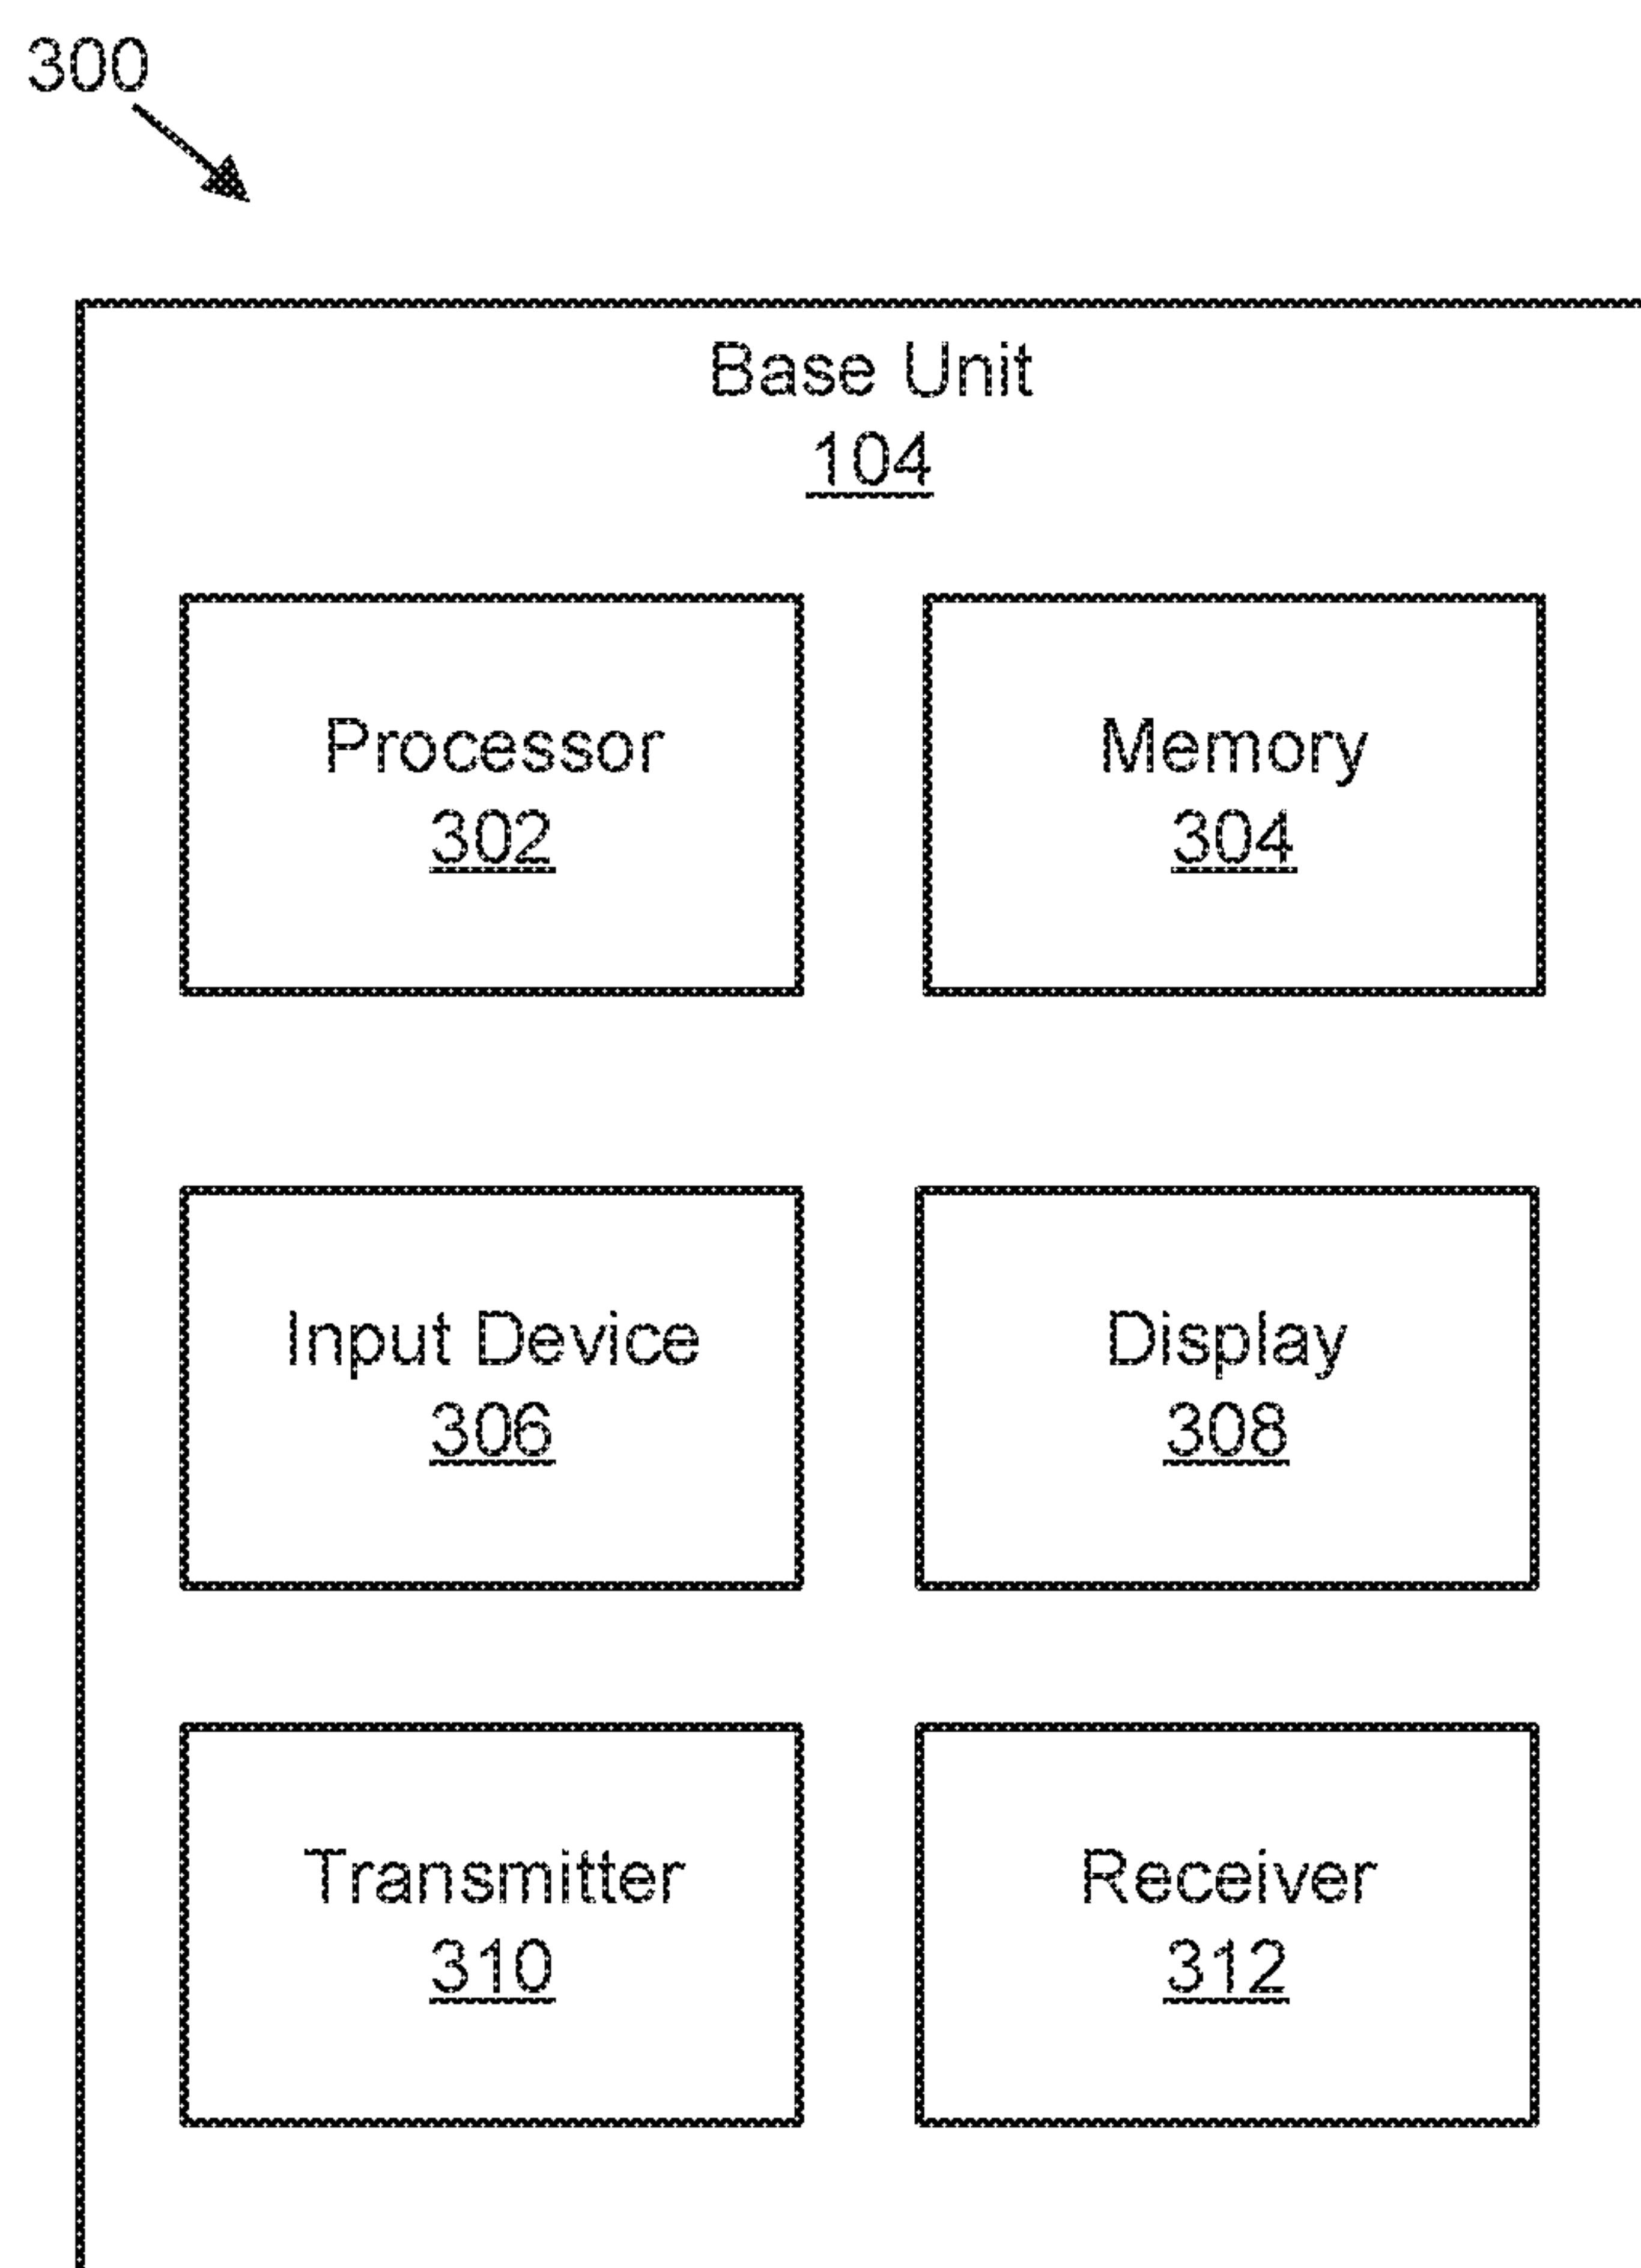 300
Base Unit
104
Processor
302
Memory
304
Input Device
306
Display
308
Transmitter
310
Receiver
312